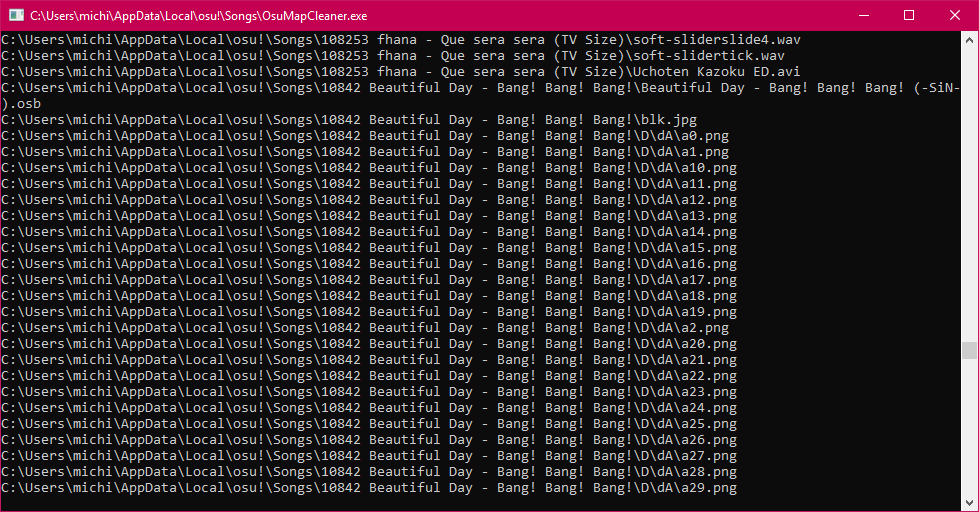 C:\Users\michi\AppData\Local\osu!\Songs\OsuMapCleaner.exe
C:\Users\michi\AppData\Local\osu!\Songs\108253 fhana - Que sera sera (TV Size)\soft-sliderslide4.wav
C:\Users\michi\AppData\Local\osu!\Songs\108253 fhana - Que sera sera (TV Size)\soft-slidertick.wav
C:\Users\michi\AppData\Local\osu!\Songs\108253 fhana - Que sera sera (TV Size)\Uchoten Kazoku ED.avi
C:\Users\michi\AppData\Local\osu!\Songs\10842 Beautiful Day - Bang! Bang! Bang!\Beautiful Day - Bang! Bang! Bang! (-SiN-
).osb
C:\Users\michi\AppData\Local\osu!\Songs\10842 Beautiful Day - Bang! Bang! Bang!\blk.jpg
C:\Users\michi\AppData\Local\osu!\Songs\10842 Beautiful Day - Bang! Bang! Bang!\D\dA\a0.png
C:\Users\michi\AppData\Local\osu!\Songs\10842 Beautiful Day - Bang! Bang! Bang!\D\dA\a1.png
C:\Users\michi\AppData\Local\osu!\Songs\10842 Beautiful Day - Bang! Bang! Bang!\D\dA\a10.png
C:\Users\michi\AppData\Local\osu!\Songs\10842 Beautiful Day - Bang! Bang! Bang!\D\dA\a11.png
C:\Users\michi\AppData\Local\osu!\Songs\10842 Beautiful Day - Bang! Bang! Bang!\D\dA\a12.png
C:\Users\michi\AppData\Local\osu!\Songs\10842 Beautiful Day - Bang! Bang! Bang!\D\dA\a13.png
C:\Users\michi\AppData\Local\osu!\Songs\10842 Beautiful Day - Bang! Bang! Bang!\D\dA\a14.png
C:\Users\michi\AppData\Local\osu!\Songs\10842 Beautiful Day - Bang! Bang! Bang!\D\dA\a15.png
C:\Users\michi\AppData\Local\osu!\Songs\10842 Beautiful Day - Bang! Bang! Bang!\D\dA\a16.png
C:\Users\michi\AppData\Local\osu!\Songs\10842 Beautiful Day - Bang! Bang! Bang!\D\dA\a17.png
C:\Users\michi\AppData\Local\osu!\Songs\10842 Beautiful Day - Bang! Bang! Bang!\D\dA\a18.png
C:\Users\michi\AppData\Local\osu!\Songs\10842 Beautiful Day - Bang! Bang! Bang!\D\dA\a19.png
C:\Users\michi\AppData\Local\osu!\Songs\10842 Beautiful Day - Bang! Bang! Bang!\D\dA\a2.png
C:\Users\michi\AppData\Local\osu!\Songs\10842 Beautiful Day - Bang! Bang! Bang!\D\dA\a20.png
C:\Users\michi\AppData\Local\osu!\Songs\10842 Beautiful Day - Bang! Bang! Bang!\D\dA\a21.png
C:\Users\michi\AppData\Local\osu!\Songs\10842 Beautiful Day - Bang! Bang! Bang!\D\dA\a22.png
C:\Users\michi\AppData\Local\osu!\Songs\10842 Beautiful Day - Bang! Bang! Bang!\D\dA\a23.png
C:\Users\michi\AppData\Local\osu!\Songs\10842 Beautiful Day - Bang! Bang! Bang!\D\dA\a24.png
C:\Users\michi\AppData\Local\osu!\Songs\10842 Beautiful Day - Bang! Bang! Bang!\D\dA\a25.png
C:\Users\michi\AppData\Local\osu!\Songs\10842 Beautiful Day - Bang! Bang! Bang!\D\dA\a26.png
C:\Users\michi\AppData\Local\osu!\Songs\10842 Beautiful Day - Bang! Bang! Bang!\D\dA\a27.png
C:\Users\michi\AppData\Local\osu!\Songs\10842 Beautiful Day - Bang! Bang! Bang!\D\dA\a28.png
C:\Users\michi\AppData\Local\osu!\Songs\10842 Beautiful Day - Bang! Bang! Bang!\D\dA\a29.png